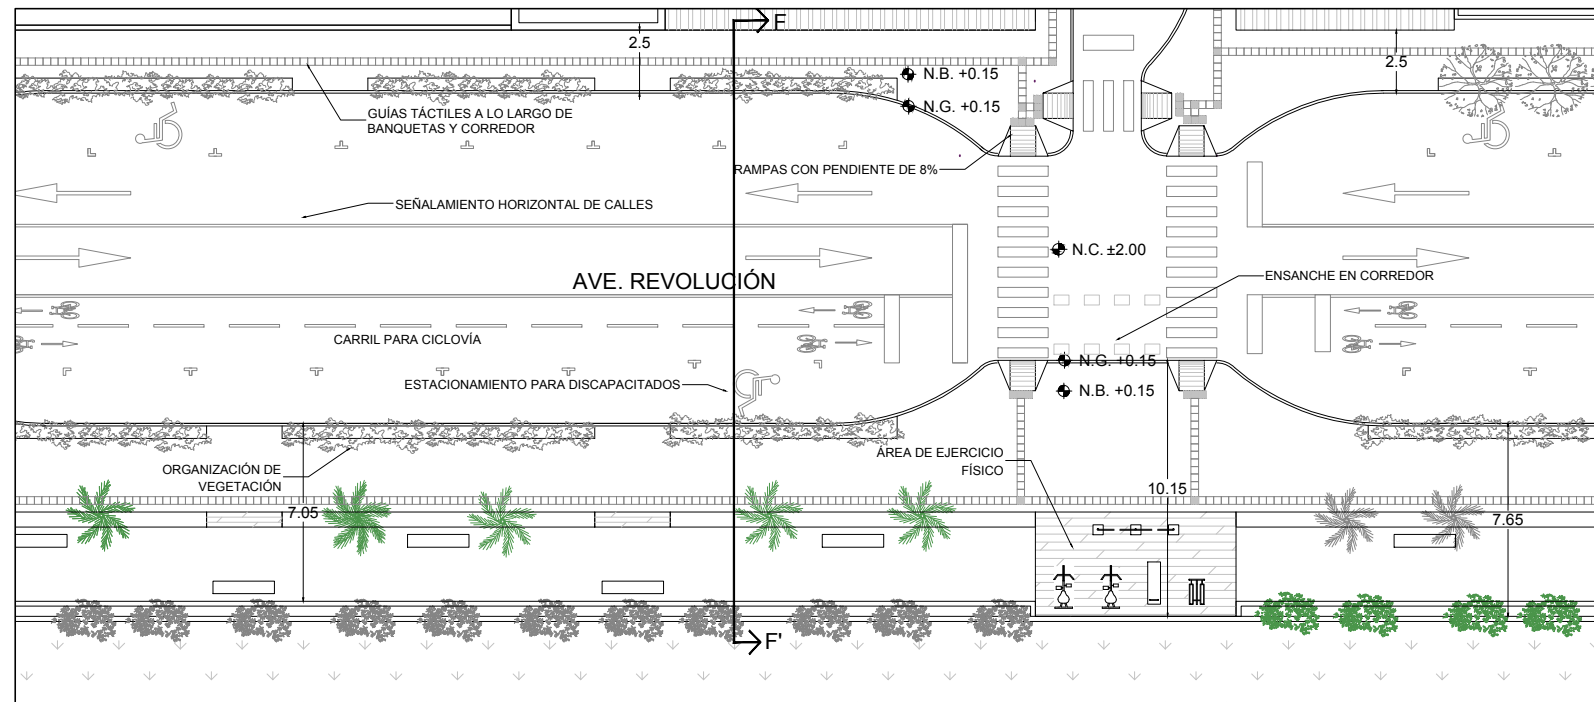 F
2.5
2.5
N.B. +0.15
N.G. +0.15
GUÍAS TÁCTILES A LO LARGO DE
BANQUETAS Y CORREDOR
RAMPAS CON PENDIENTE DE 8%
SEÑALAMIENTO HORIZONTAL DE CALLES
N.C. ±2.00
AVE. REVOLUCIÓN
ENSANCHE EN CORREDOR
CARRIL PARA CICLOVÍA
N.G. +0.15
ESTACIONAMIENTO PARA DISCAPACITADOS
N.B. +0.15
ÁREA DE EJERCICIO
FÍSICO
ORGANIZACIÓN DE
VEGETACIÓN
10.15
7.05
7.65
F'